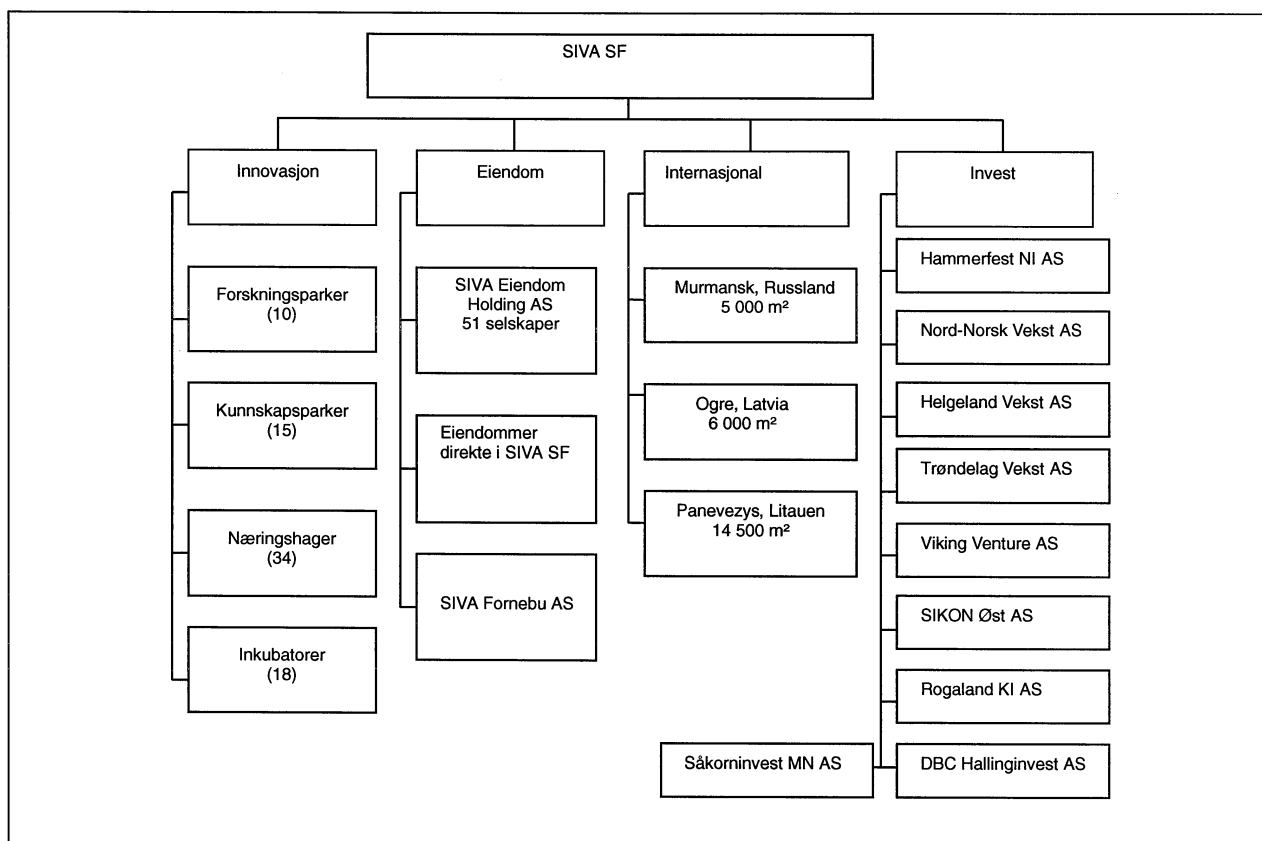 SIVA SF
Innovasjon
Forskningsparker
(10)
Kunnskapsparker
(15)
Næringshager
(34)
Inkubatorer
(18)
Eiendom
SIVA Eiendom
Holding AS
51 selskaper
Eiendommer
direkte i SIVA SF
SIVA Fornebu AS
Internasjonal
Murmansk, Russland
5 000 m²
Ogre, Latvia
6 000 m²
Panevezys, Litauen
14 500 m²
Invest
Hammerfest NI AS
Nord-Norsk Vekst AS
Helgeland Vekst AS
Trøndelag Vekst AS
Viking Venture AS
SIKON Øst AS
Rogaland KI AS
Såkorninvest MN AS
DBC Hallinginvest AS